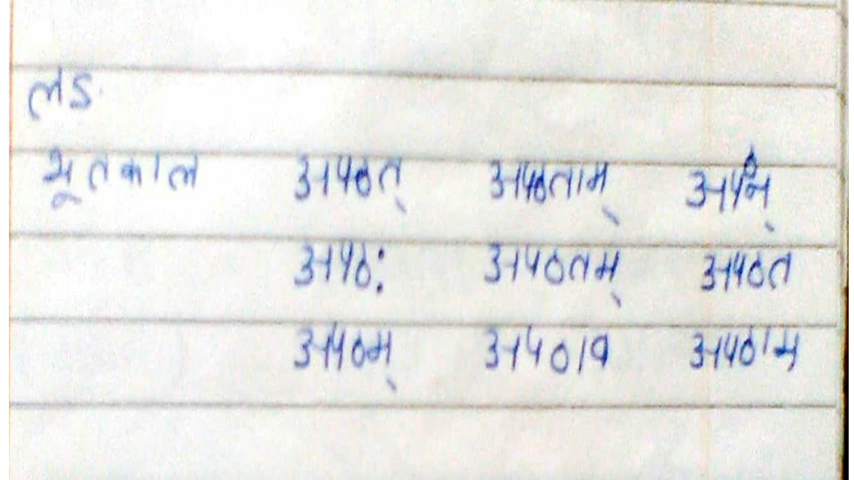 लङ
भूतकाल अपठत् अपठताम् अपठन्
अपठः अपठतम् अपठत
अपठम् अपठाव अपठाम